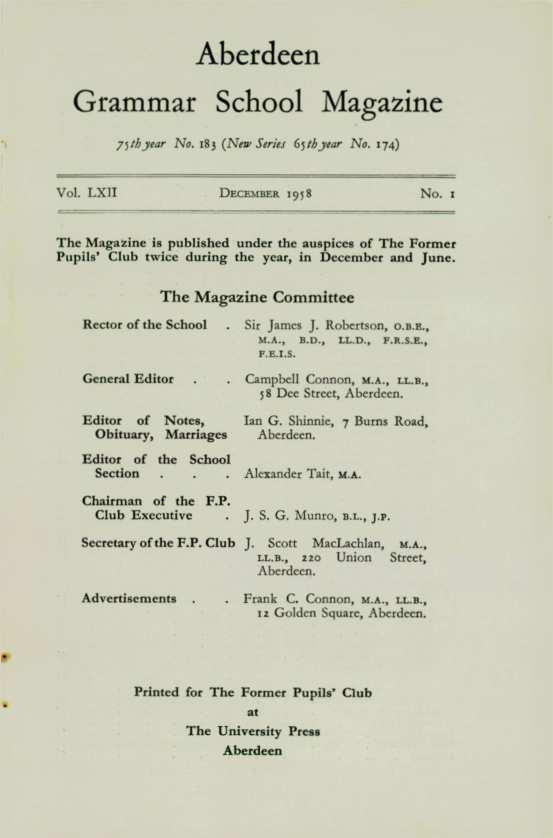 Aberdeen
Grammar School Magazine
75th year No. 183 (New Series 65th year No. 174)
Vol. LXII December 1958 No. 1
The Magazine is published under the auspices of The Former
Pupils' Club twice during the year, in December and June.
The Magazine Committee
Rector of the School . Sir James J. Robertson, O.B.E.,
M.A., B.D., LL.D., F.R.S.E.,
F.E.I.S.
General Editor . . Campbell Connon, M.A., LL.B.,
58 Dee Street, Aberdeen.
Editor of Notes, Ian G. Shinnie, 7 Burns Road,
Obituary, Marriages Aberdeen.
Editor of the School
Section . . . Alexander Tait, M.A.
Chairman of the F.P.
Club Executive . J. S. G. Munro, B.L., J.P.
Secretary of the F.P. Club J. Scott MacLachlan, M.A.,
LL.B., 220 Union Street,
Aberdeen.
Advertisements . . Frank C. Connon, M.A., LL.B.,
12 Golden Square, Aberdeen.
Printed for The Former Pupils' Club
at
The University Press
Aberdeen